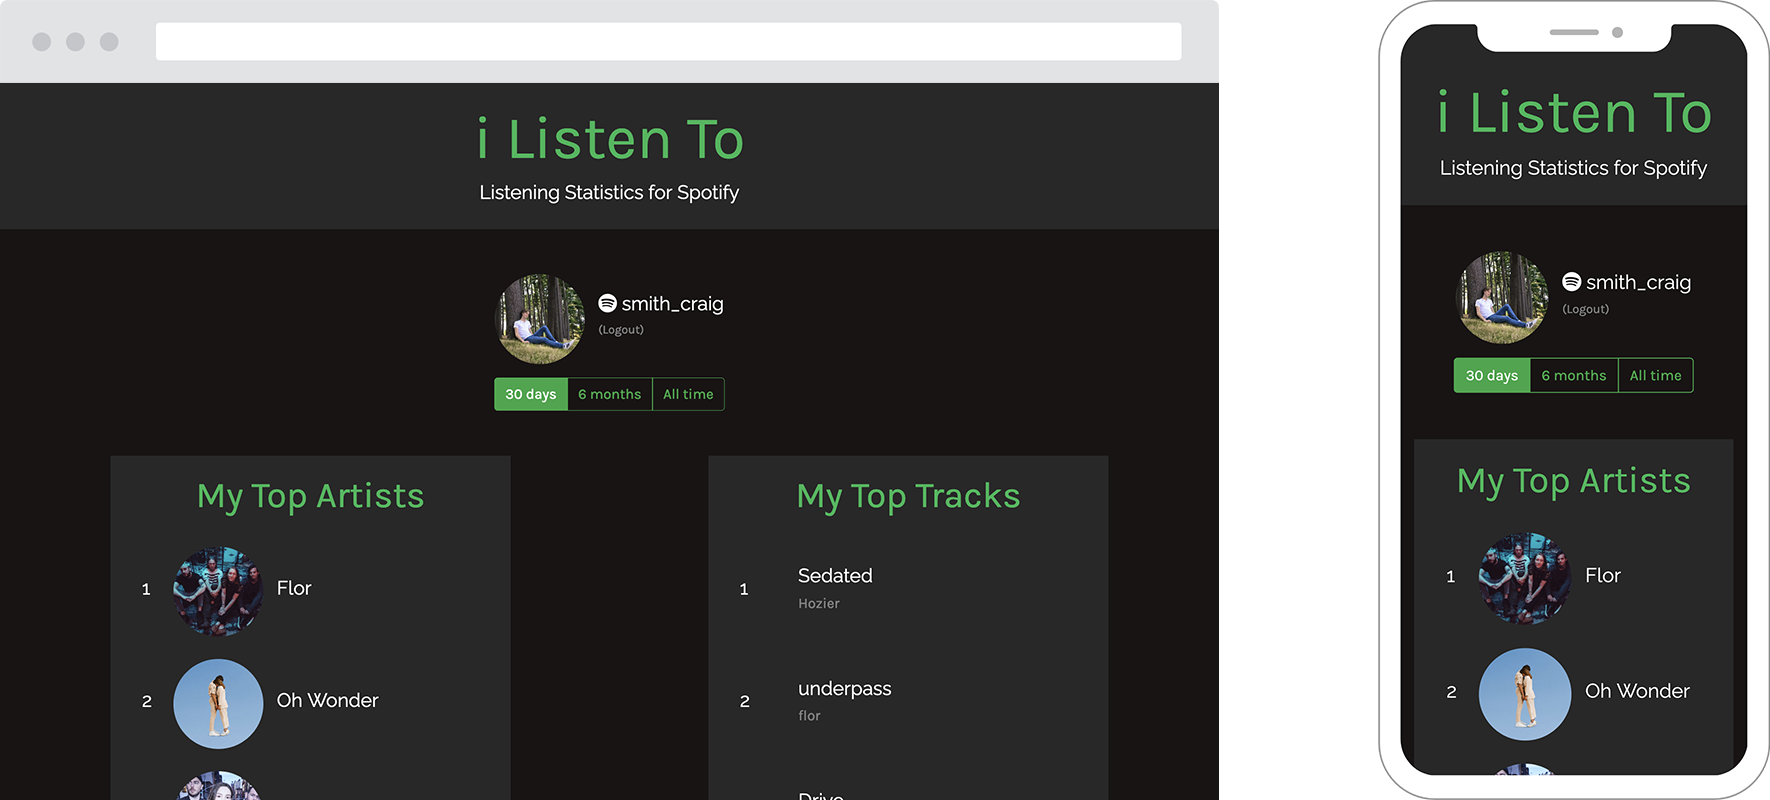 i Listen To
Listening Statistics for Spotify
smith_craig
(Logout)
30 days 6 months All time
My Top Artists
1 Flor
2 Oh Wonder
My Top Tracks
1 Sedated
Hozier
2 underpass
flor
Drive
i Listen To
Listening Statistics for Spotify
smith_craig
(Logout)
30 days 6 months All time
My Top Artists
1 Flor
2 Oh Wonder